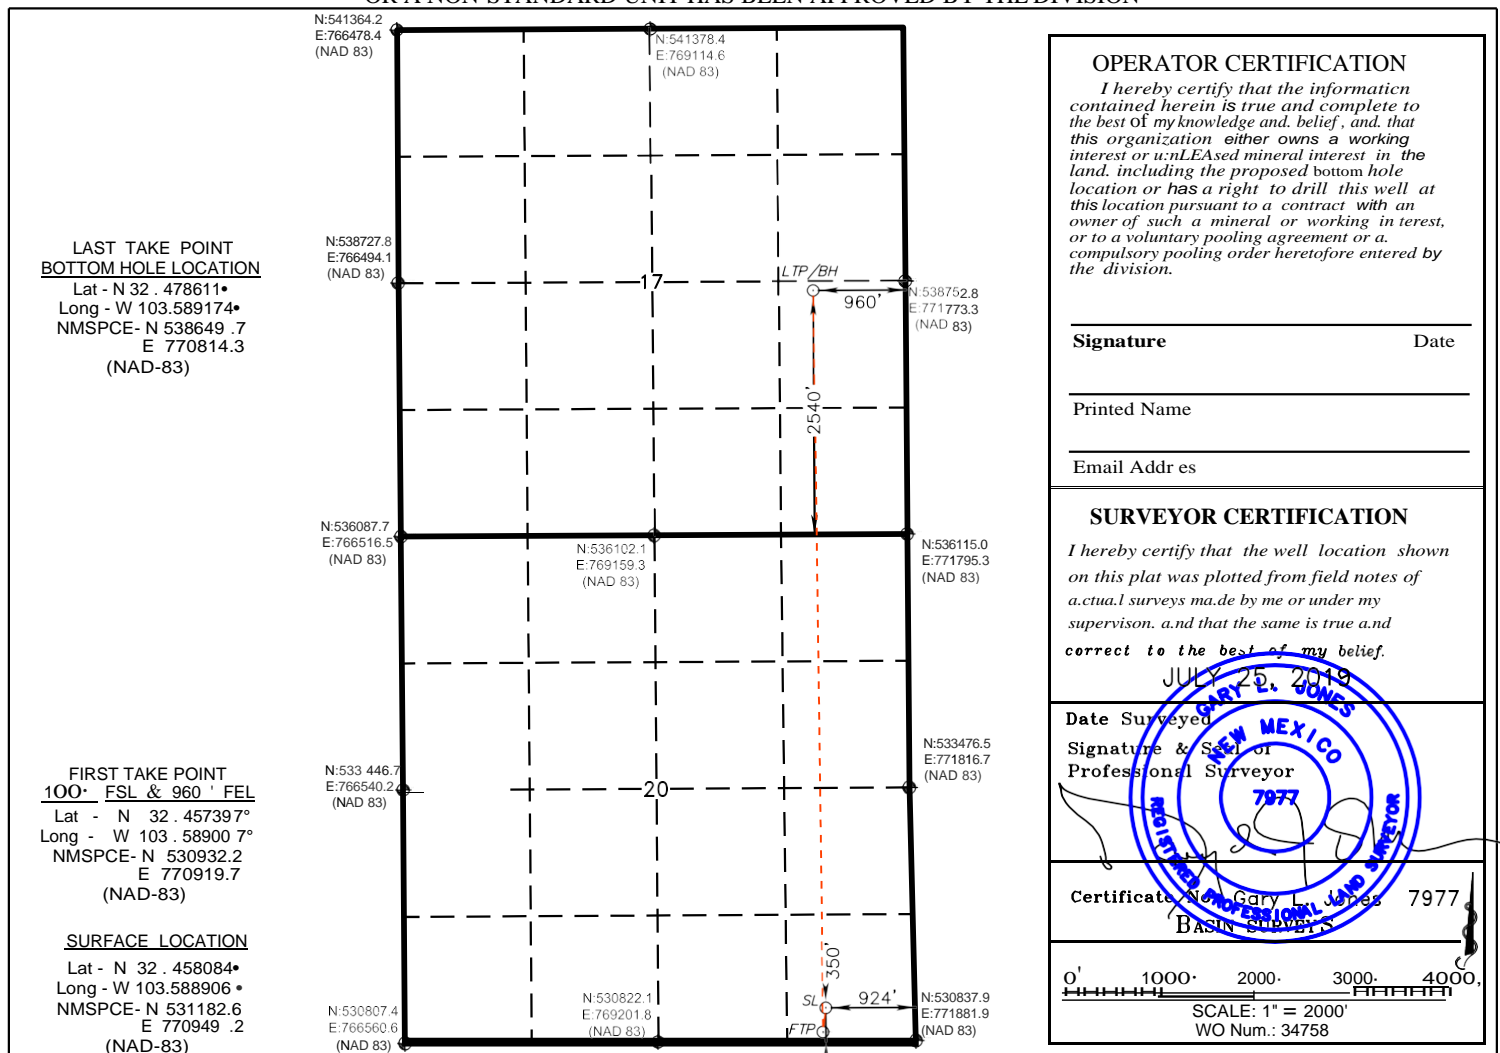 OR A NON-STANDARD UNIT HAS BEEN APPROVED BY THE DIVISION
N:541364.2
E:766478.4
(NAD 83)
N:541378.4
E:769114.6
(NAD 83)
N:538727.8
E:766494.1
(NAD 83)
17
LTP/BH
960'
N:538752.8
E:771773.3
(NAD 83)
LAST TAKE POINT
BOTTOM HOLE LOCATION
Lat - N 32 . 478611•
Long - W 103.589174•
NMSPCE- N 538649 .7
E 770814.3
(NAD-83)
2540'
N:536087.7
E:766516.5
(NAD 83)
N:536102.1
E:769159.3
(NAD 83)
N:536115.0
E:771795.3
(NAD 83)
N:533 446.7
E:766540.2
(NAD 83)
20
N:533476.5
E:771816.7
(NAD 83)
FIRST TAKE POINT
100· FSL & 960 ' FEL
Lat - N 32 . 457397°
Long - W 103 . 58900 7°
NMSPCE- N 530932.2
E 770919.7
(NAD-83)
SURFACE LOCATION
Lat - N 32 . 458084•
Long - W 103.588906 •
NMSPCE- N 531182.6
E 770949 .2
(NAD-83)
N:530807.4
E:766560.6
(NAD 83)
N:530822.1
E:769201.8
(NAD 83)
350'
SL
924'
FTP
N:530837.9
E:771881.9
(NAD 83)
OPERATOR CERTIFICATION
I hereby certify that the informaticn
contained herein is true and complete to
the best of my knowledge and. belief , and. that
this organization either owns a working
interest or u:nLEAsed mineral interest in the
land. including the proposed bottom hole
location or has a right to drill this well at
this location pursuant to a contract with an
owner of such a mineral or working in terest,
or to a voluntary pooling agreement or a.
compulsory pooling order heretofore entered by
the division.
Signature Date
Printed Name
Email Addr es
SURVEYOR CERTIFICATION
I hereby certify that the well location shown
on this plat was plotted from field notes of
a.ctua.l surveys ma.de by me or under my
supervison. a.nd that the same is true a.nd
correct to the best of my belief.
JULY 25, 2019
Date Surveyed
Signature & Seal of
Professional Surveyor
GARY L. JONES
NEW MEXICO
7977
REGISTERED PROFESSIONAL LAND SURVEYOR
Certificate No. Gary L. Jones 7977
BASIN SURVEYS
0' 1000· 2000· 3000· 4000,
SCALE: 1" = 2000'
WO Num.: 34758